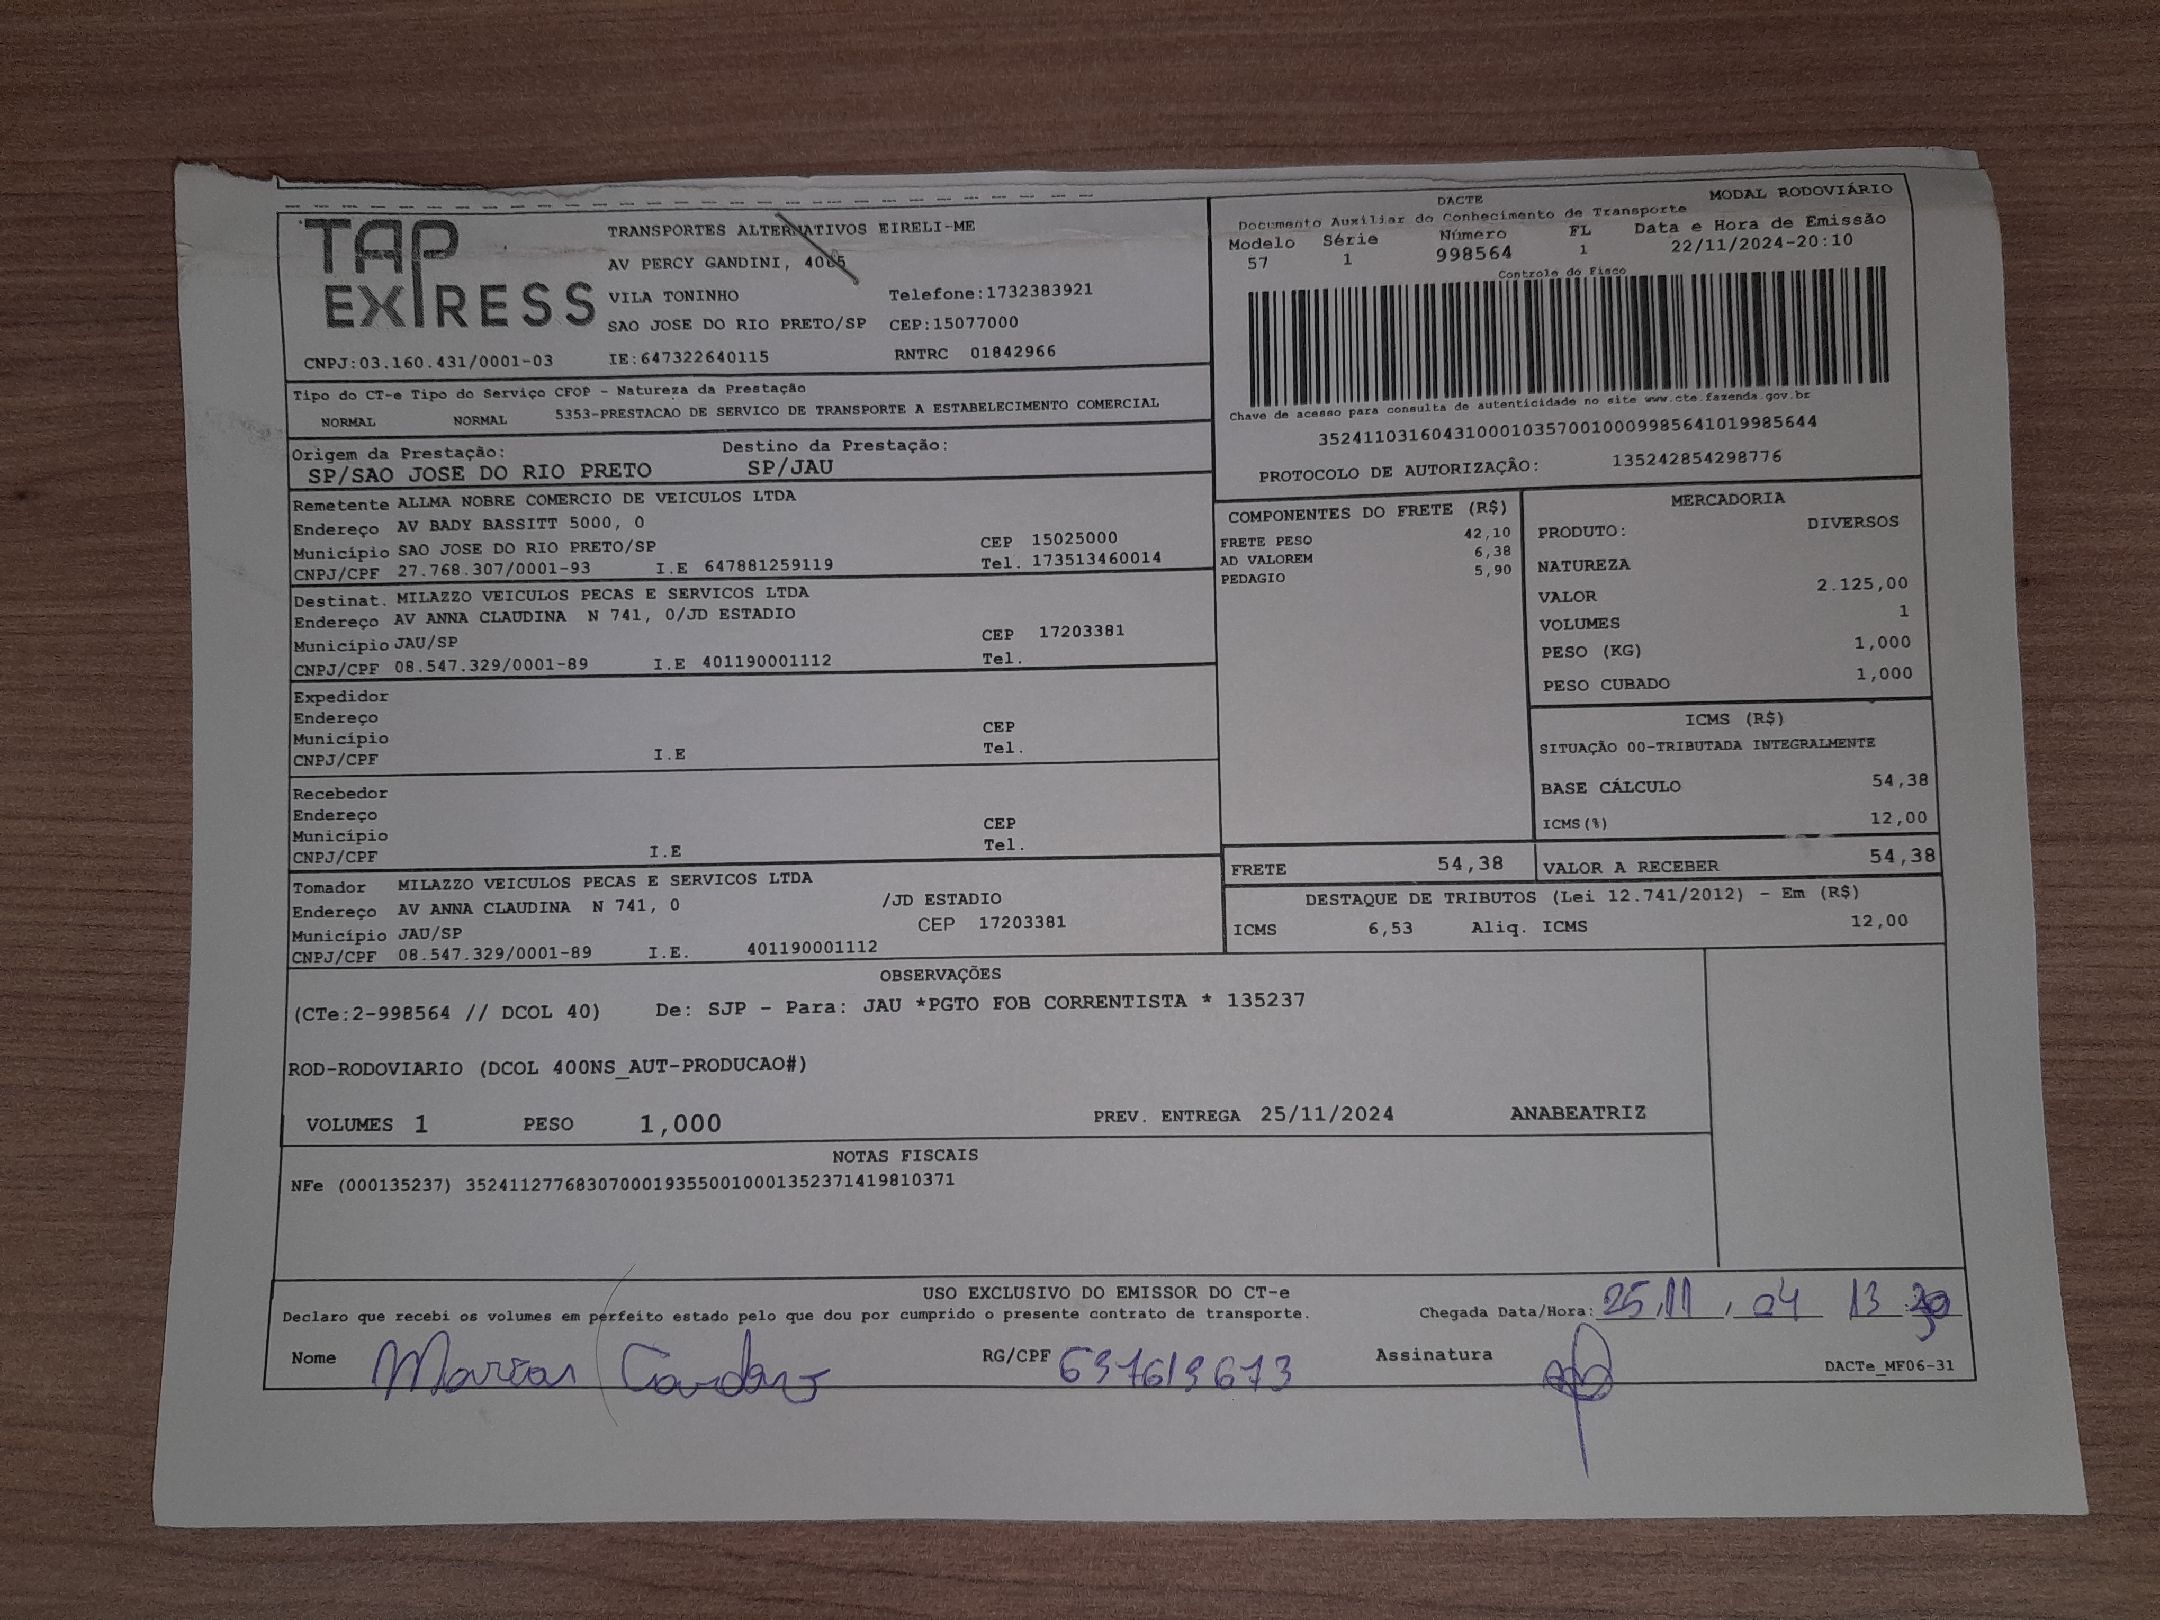 TAP EXPRESS
TRANSPORTES ALTERNATIVOS EIRELI-ME
AV PERCY GANDINI, 4085
VILA TONINHO Telefone:1732383921
SAO JOSE DO RIO PRETO/SP CEP:15077000
CNPJ:03.160.431/0001-03 IE:647322640115 RNTRC 01842966
DACTE MODAL RODOVIÁRIO
Documento Auxiliar do Conhecimento de Transporte
Modelo Série Número FL Data e Hora de Emissão
57 1 998564 1 22/11/2024-20:10
Controle do Fisco
Chave de acesso para consulta de autenticidade no site www.cte.fazenda.gov.br
35241103160431000103570010009985641019985644
PROTOCOLO DE AUTORIZAÇÃO: 135242854298776
Tipo do CT-e Tipo do Serviço CFOP - Natureza da Prestação
NORMAL NORMAL 5353-PRESTACAO DE SERVICO DE TRANSPORTE A ESTABELECIMENTO COMERCIAL
Origem da Prestação: Destino da Prestação:
SP/SAO JOSE DO RIO PRETO SP/JAU
Remetente ALLMA NOBRE COMERCIO DE VEICULOS LTDA
Endereço AV BADY BASSITT 5000, 0
Município SAO JOSE DO RIO PRETO/SP CEP 15025000
CNPJ/CPF 27.768.307/0001-93 I.E 647881259119 Tel. 173513460014
Destinat. MILAZZO VEICULOS PECAS E SERVICOS LTDA
Endereço AV ANNA CLAUDINA N 741, 0/JD ESTADIO
Município JAU/SP CEP 17203381
CNPJ/CPF 08.547.329/0001-89 I.E 401190001112 Tel.
Expedidor
Endereço
Município CEP
CNPJ/CPF I.E Tel.
Recebedor
Endereço
Município CEP
CNPJ/CPF I.E Tel.
Tomador MILAZZO VEICULOS PECAS E SERVICOS LTDA
Endereço AV ANNA CLAUDINA N 741, 0 /JD ESTADIO
Município JAU/SP CEP 17203381
CNPJ/CPF 08.547.329/0001-89 I.E. 401190001112
COMPONENTES DO FRETE (R$)
FRETE PESO 42,10
AD VALOREM 6,38
PEDAGIO 5,90
MERCADORIA
PRODUTO: DIVERSOS
NATUREZA
VALOR 2.125,00
VOLUMES 1
PESO (KG) 1,000
PESO CUBADO 1,000
ICMS (R$)
SITUAÇÃO 00-TRIBUTADA INTEGRALMENTE
BASE CÁLCULO 54,38
ICMS(%) 12,00
FRETE 54,38 VALOR A RECEBER 54,38
DESTAQUE DE TRIBUTOS (Lei 12.741/2012) - Em (R$)
ICMS 6,53 Aliq. ICMS 12,00
OBSERVAÇÕES
(CTe:2-998564 // DCOL 40) De: SJP - Para: JAU *PGTO FOB CORRENTISTA * 135237
ROD-RODOVIARIO (DCOL 400NS_AUT-PRODUCAO#)
VOLUMES 1 PESO 1,000 PREV. ENTREGA 25/11/2024 ANABEATRIZ
NOTAS FISCAIS
NFe (000135237) 35241127768307000193550010001352371419810371
USO EXCLUSIVO DO EMISSOR DO CT-e
Declaro que recebi os volumes em perfeito estado pelo que dou por cumprido o presente contrato de transporte. Chegada Data/Hora: 25,11, 13
Nome RG/CPF Assinatura
DACTe_MF06-31